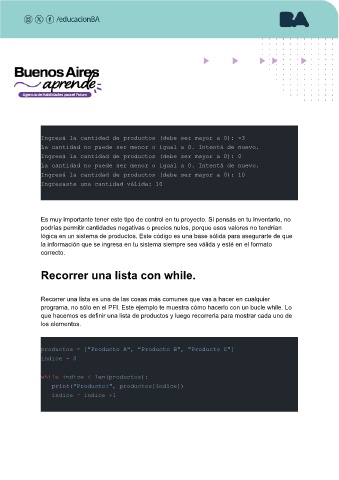 /educacionBA
BA
Buenos Aires
aprende
Agencia de Habilidades para el Futuro
Ingresá la cantidad de productos (debe ser mayor a 0): -3
La cantidad no puede ser menor o igual a 0. Intentá de nuevo.
Ingresá la cantidad de productos (debe ser mayor a 0): 0
La cantidad no puede ser menor o igual a 0. Intentá de nuevo.
Ingresá la cantidad de productos (debe ser mayor a 0): 10
Ingresaste una cantidad válida: 10
Es muy importante tener este tipo de control en tu proyecto. Si pensás en tu inventario, no
podrías permitir cantidades negativas o precios nulos, porque esos valores no tendrían
lógica en un sistema de productos. Este código es una base sólida para asegurarte de que
la información que se ingresa en tu sistema siempre sea válida y esté en el formato
correcto.
Recorrer una lista con while.
Recorrer una lista es una de las cosas más comunes que vas a hacer en cualquier
programa, no sólo en el PFI. Este ejemplo te muestra cómo hacerlo con un bucle while. Lo
que hacemos es definir una lista de productos y luego recorrerla para mostrar cada uno de
los elementos.
productos = ["Producto A", "Producto B", "Producto C"]
indice = 0
while indice < len(productos):
print("Producto:", productos[indice])
indice = indice +1